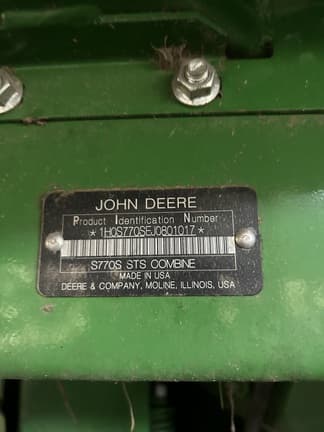 JOHN DEERE
Product Identification Number
*1H0S770SEJ0801017*
S770S STS COMBINE
MADE IN USA
DEERE & COMPANY, MOLINE, ILLINOIS, USA